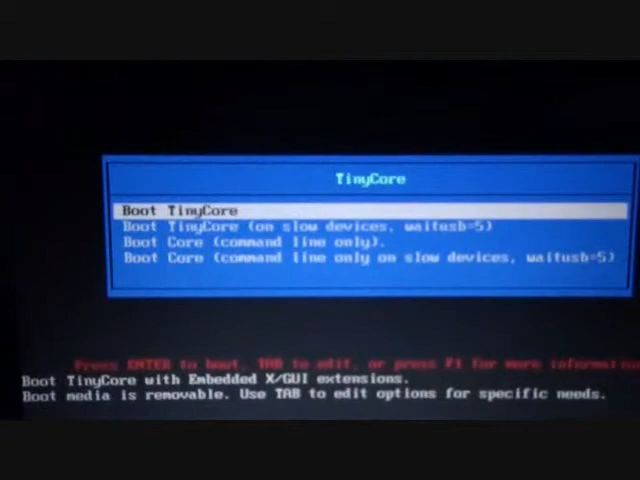 TinyCore
Boot TinyCore
Boot TinyCore (on slow devices, waitusb=5)
Boot Core (command line only).
Boot Core (command line only on slow devices, waitusb=5)
Press ENTER to boot, TAB to edit, or press F1 for more informatio
Boot TinyCore with Embedded X/GUI extensions.
Boot media is removable. Use TAB to edit options for specific needs.